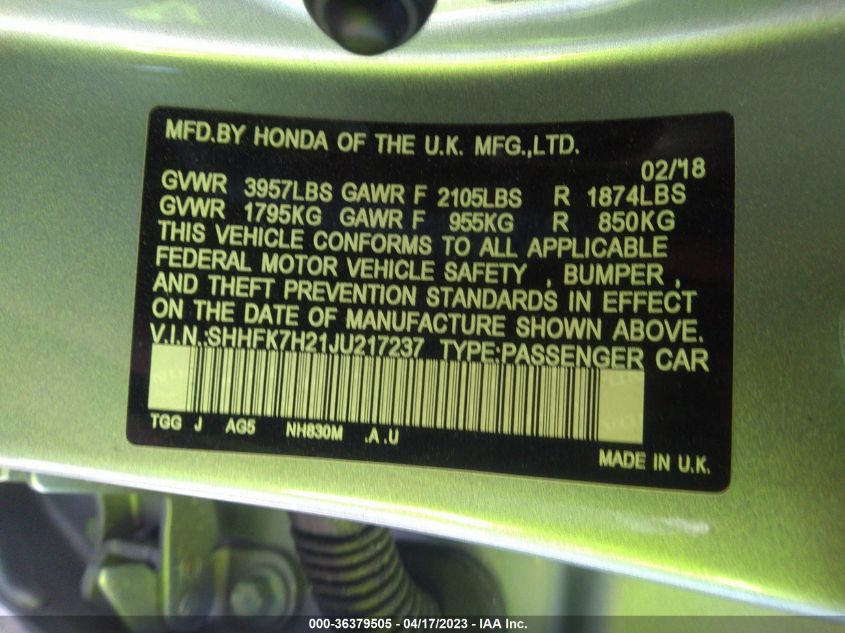 MFD.BY HONDA OF THE U.K. MFG.,LTD.
02/18
GVWR 3957LBS GAWR F 2105LBS R 1874LBS
GVWR 1795KG GAWR F 955KG R 850KG
THIS VEHICLE CONFORMS TO ALL APPLICABLE
FEDERAL MOTOR VEHICLE SAFETY , BUMPER ,
AND THEFT PREVENTION STANDARDS IN EFFECT
ON THE DATE OF MANUFACTURE SHOWN ABOVE.
V.I.N.:SHHFK7H21JU217237 TYPE:PASSENGER CAR
TGG J AG5 NH830M .A .U
MADE IN U.K.
000-36379505 - 04/17/2023 - IAA Inc.